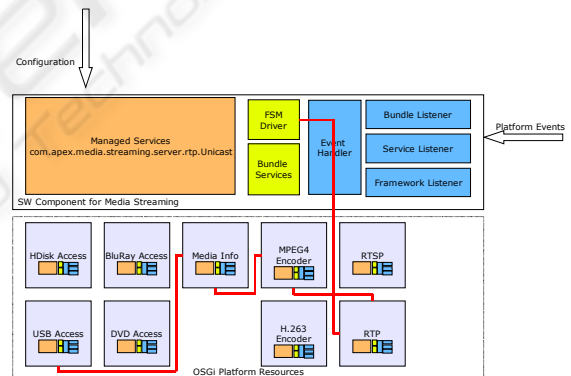 Configuration
Managed Services
com.apex.media.streaming.server.rtp.Unicast
FSM
Driver
Bundle
Services
Event
Handler
Bundle Listener
Service Listener
Framework Listener
Platform Events
SW Component for Media Streaming
HDisk Access
BluRay Access
Media Info
MPEG4
Encoder
RTSP
USB Access
DVD Access
H.263
Encoder
RTP
OSGi Platform Resources